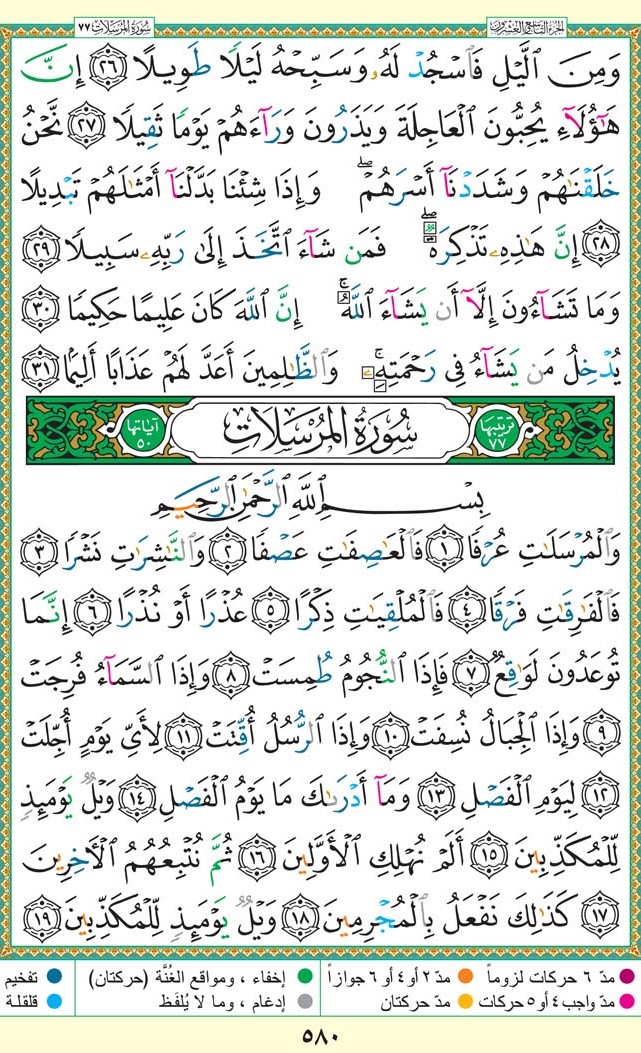 سُورَةُ المُرْسَلَات ٧٧
الجزء التاسع والعشرون
وَمِنَ ٱلَّيْلِ فَٱسْجُدْ لَهُۥ وَسَبِّحْهُ لَيْلًا طَوِيلًا ٢٦ إِنَّ
هَٰٓؤُلَآءِ يُحِبُّونَ ٱلْعَاجِلَةَ وَيَذَرُونَ وَرَآءَهُمْ يَوْمًا ثَقِيلًا ٢٧ نَّحْنُ
خَلَقْنَٰهُمْ وَشَدَدْنَآ أَسْرَهُمْ ۖ وَإِذَا شِئْنَا بَدَّلْنَآ أَمْثَٰلَهُمْ تَبْدِيلًا
٢٨ إِنَّ هَٰذِهِۦ تَذْكِرَةٌ ۖ فَمَن شَآءَ ٱتَّخَذَ إِلَىٰ رَبِّهِۦ سَبِيلًا ٢٩
وَمَا تَشَآءُونَ إِلَّآ أَن يَشَآءَ ٱللَّهُ ۚ إِنَّ ٱللَّهَ كَانَ عَلِيمًا حَكِيمًا ٣٠
يُدْخِلُ مَن يَشَآءُ فِى رَحْمَتِهِۦ ۚ وَٱلظَّٰلِمِينَ أَعَدَّ لَهُمْ عَذَابًا أَلِيمًۢا ٣١
ترتيبها ٧٧ سُورَةُ المُرْسَلَات آياتها ٥٠
بِسْمِ ٱللَّهِ ٱلرَّحْمَٰنِ ٱلرَّحِيمِ
وَٱلْمُرْسَلَٰتِ عُرْفًا ١ فَٱلْعَٰصِفَٰتِ عَصْفًا ٢ وَٱلنَّٰشِرَٰتِ نَشْرًا ٣
فَٱلْفَٰرِقَٰتِ فَرْقًا ٤ فَٱلْمُلْقِيَٰتِ ذِكْرًا ٥ عُذْرًا أَوْ نُذْرًا ٦ إِنَّمَا
تُوعَدُونَ لَوَٰقِعٌ ٧ فَإِذَا ٱلنُّجُومُ طُمِسَتْ ٨ وَإِذَا ٱلسَّمَآءُ فُرِجَتْ
٩ وَإِذَا ٱلْجِبَالُ نُسِفَتْ ١٠ وَإِذَا ٱلرُّسُلُ أُقِّتَتْ ١١ لِأَىِّ يَوْمٍ أُجِّلَتْ
١٢ لِيَوْمِ ٱلْفَصْلِ ١٣ وَمَآ أَدْرَىٰكَ مَا يَوْمُ ٱلْفَصْلِ ١٤ وَيْلٌ يَوْمَئِذٍ
لِّلْمُكَذِّبِينَ ١٥ أَلَمْ نُهْلِكِ ٱلْأَوَّلِينَ ١٦ ثُمَّ نُتْبِعُهُمُ ٱلْءَاخِرِينَ
١٧ كَذَٰلِكَ نَفْعَلُ بِٱلْمُجْرِمِينَ ١٨ وَيْلٌ يَوْمَئِذٍ لِّلْمُكَذِّبِينَ ١٩
مدّ ٦ حركات لزوماً مدّ ٢ أو ٤ أو ٦ جوازاً إخفاء ، ومواقع الغُنَّة (حركتان) تفخيم
مدّ واجب ٤ أو ٥ حركات مدّ حركتان إدغام ، وما لا يُلفَظ قلقلة
٥٨٠